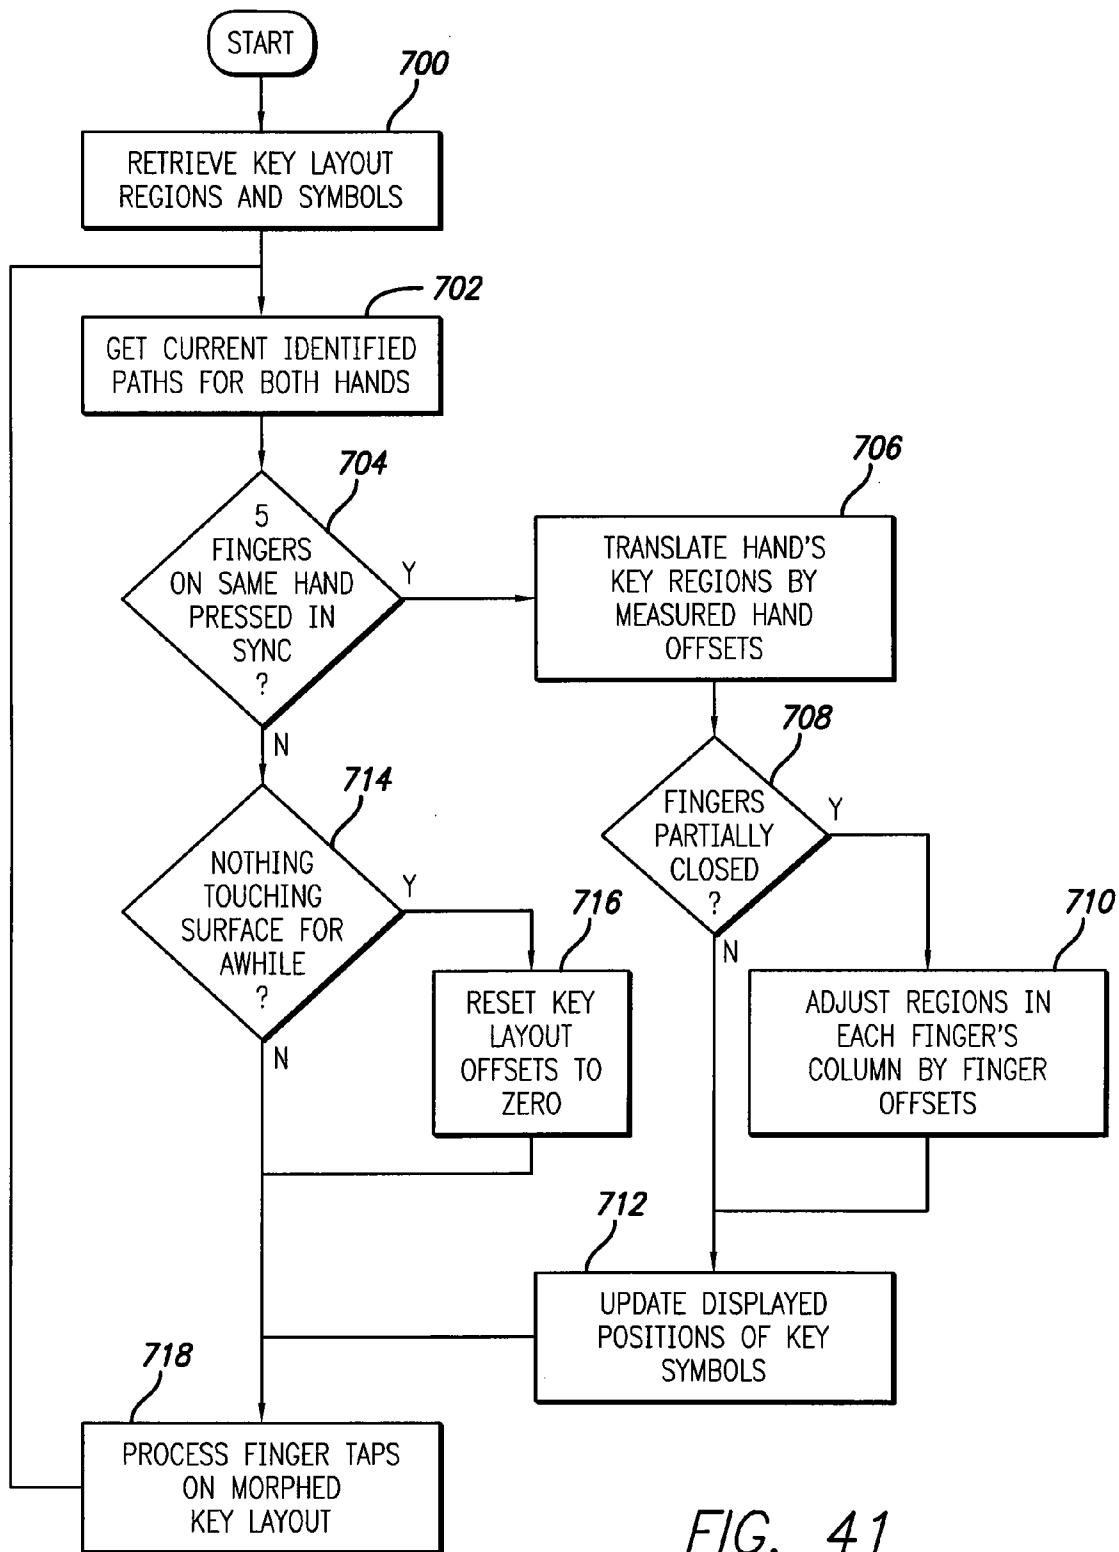 START
700
RETRIEVE KEY LAYOUT
REGIONS AND SYMBOLS
702
GET CURRENT IDENTIFIED
PATHS FOR BOTH HANDS
704
5
FINGERS
ON SAME HAND
PRESSED IN
SYNC
?
Y
N
706
TRANSLATE HAND'S
KEY REGIONS BY
MEASURED HAND
OFFSETS
708
FINGERS
PARTIALLY
CLOSED
?
Y
N
710
ADJUST REGIONS IN
EACH FINGER'S
COLUMN BY FINGER
OFFSETS
714
NOTHING
TOUCHING
SURFACE FOR
AWHILE
?
Y
N
716
RESET KEY
LAYOUT
OFFSETS TO
ZERO
712
UPDATE DISPLAYED
POSITIONS OF KEY
SYMBOLS
718
PROCESS FINGER TAPS
ON MORPHED
KEY LAYOUT
FIG. 41